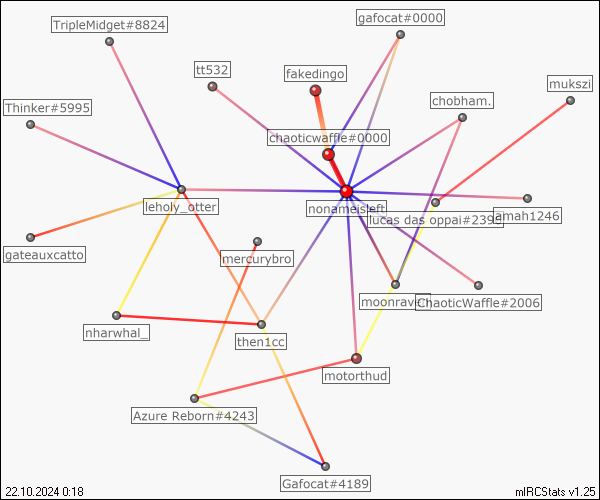 TripleMidget#8824
gafocat#0000
tt532
fakedingo
mukszi
Thinker#5995
chobham.
chaoticwaffle#0000
leholy_otter
nonameisleft
lucas das oppai#239
amah1246
gateauxcatto
mercurybro
moonrave
ChaoticWaffle#2006
nharwhal_
then1cc
motorthud
Azure Reborn#4243
Gafocat#4189
22.10.2024 0:18
mIRCStats v1.25